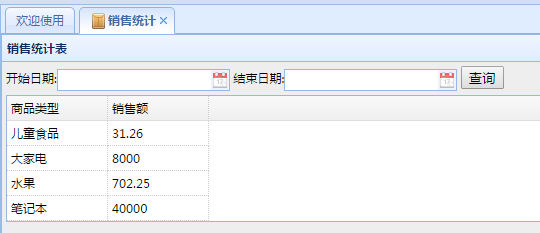 欢迎使用 销售统计
销售统计表
开始日期: 结束日期: 查询
商品类型 销售额
儿童食品 31.26
大家电 8000
水果 702.25
笔记本 40000